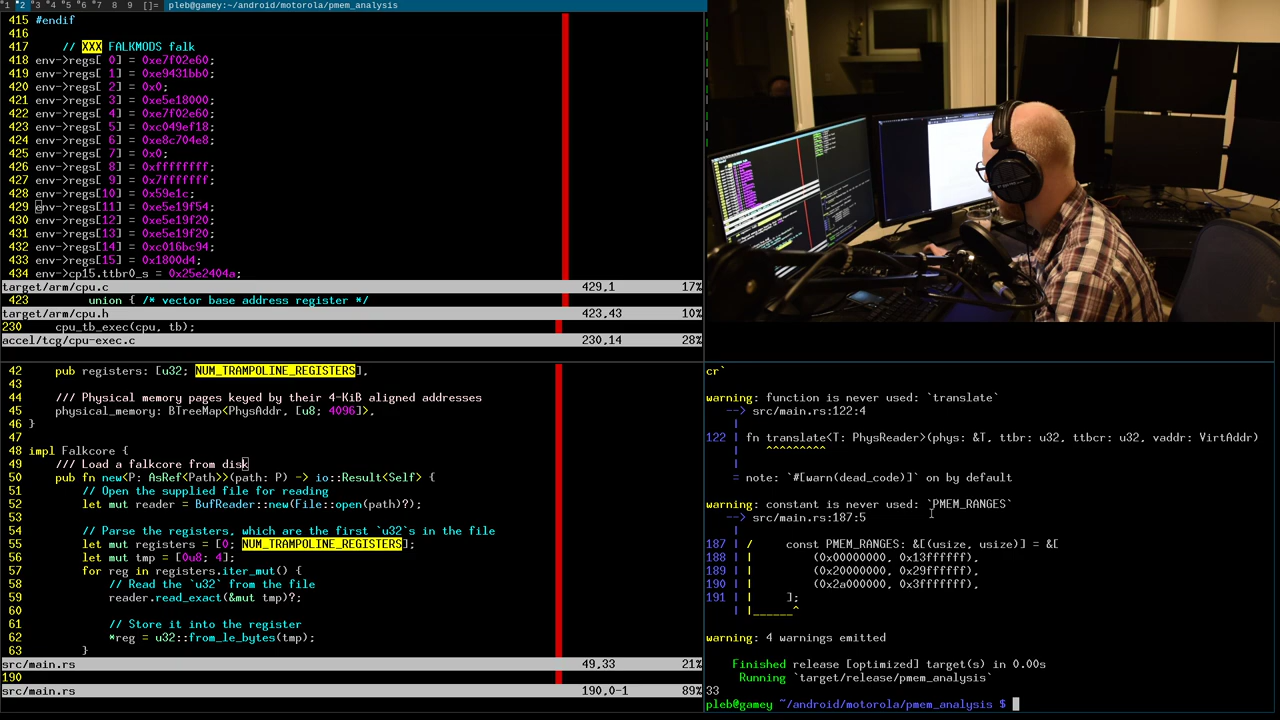 1 2 3 4 5 6 7 8 9 []= pleb@gamey:~/android/motorola/pmem_analysis
415 #endif
416
417     // XXX FALKMODS falk
418 env->regs[ 0] = 0xe7f02e60;
419 env->regs[ 1] = 0xe9431bb0;
420 env->regs[ 2] = 0x0;
421 env->regs[ 3] = 0xe5e18000;
422 env->regs[ 4] = 0xe7f02e60;
423 env->regs[ 5] = 0xc049ef18;
424 env->regs[ 6] = 0xe8c704e8;
425 env->regs[ 7] = 0x0;
426 env->regs[ 8] = 0xffffffff;
427 env->regs[ 9] = 0x7fffffff;
428 env->regs[10] = 0x59e1c;
429 env->regs[11] = 0xe5e19f54;
430 env->regs[12] = 0xe5e19f20;
431 env->regs[13] = 0xe5e19f20;
432 env->regs[14] = 0xc016bc94;
433 env->regs[15] = 0x1800d4;
434 env->cp15.ttbr0_s = 0x25e2404a;
target/arm/cpu.c 429,1 17%
423         union { /* vector base address register */
target/arm/cpu.h 423,43 10%
230     cpu_tb_exec(cpu, tb);
accel/tcg/cpu-exec.c 230,14 28%
42     pub registers: [u32; NUM_TRAMPOLINE_REGISTERS],
43
44     /// Physical memory pages keyed by their 4-KiB aligned addresses
45     physical_memory: BTreeMap<PhysAddr, [u8; 4096]>,
46 }
47
48 impl Falkcore {
49     /// Load a falkcore from disk
50     pub fn new<P: AsRef<Path>>(path: P) -> io::Result<Self> {
51         // Open the supplied file for reading
52         let mut reader = BufReader::new(File::open(path)?);
53
54         // Parse the registers, which are the first `u32`s in the file
55         let mut registers = [0; NUM_TRAMPOLINE_REGISTERS];
56         let mut tmp = [0u8; 4];
57         for reg in registers.iter_mut() {
58             // Read the `u32` from the file
59             reader.read_exact(&mut tmp)?;
60
61             // Store it into the register
62             *reg = u32::from_le_bytes(tmp);
63         }
src/main.rs 49,33 21%
190
src/main.rs 190,0-1 89%
cr`
warning: function is never used: `translate`
--> src/main.rs:122:4
|
122 | fn translate<T: PhysReader>(phys: &T, ttbr: u32, ttbcr: u32, vaddr: VirtAddr)
|    ^^^^^^^^^
|
= note: `#[warn(dead_code)]` on by default
warning: constant is never used: `PMEM_RANGES`
--> src/main.rs:187:5
|
187 | /     const PMEM_RANGES: &[(usize, usize)] = &[
188 | |         (0x00000000, 0x13ffffff),
189 | |         (0x20000000, 0x29ffffff),
190 | |         (0x2a000000, 0x3fffffff),
191 | |     ];
| |______^
warning: 4 warnings emitted
Finished release [optimized] target(s) in 0.00s
Running `target/release/pmem_analysis`
33
pleb@gamey ~/android/motorola/pmem_analysis $